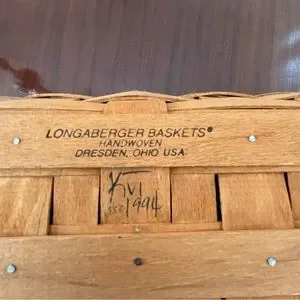 LONGABERGER BASKETS®
HANDWOVEN
DRESDEN, OHIO USA
1994